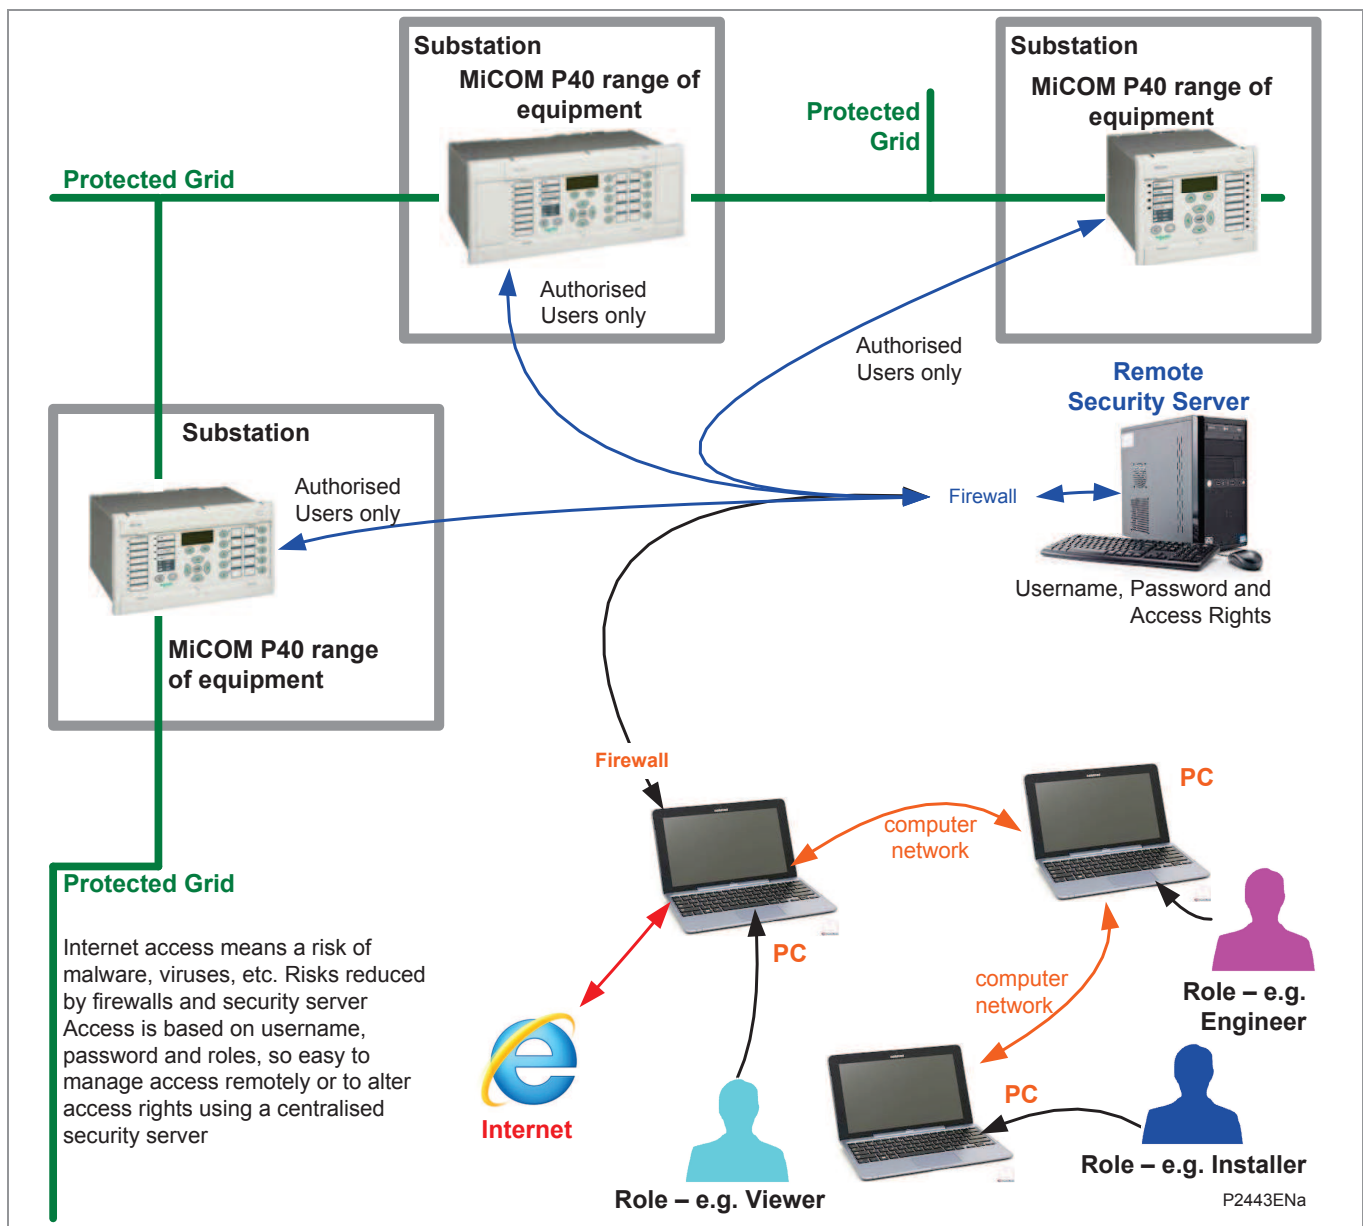 Substation
MiCOM P40 range of
equipment
Substation
MiCOM P40 range of
equipment
Protected
Grid
Protected Grid
Authorised
Users only
Authorised
Users only
Remote
Security Server
Substation
Authorised
Users only
Firewall
Username, Password and
Access Rights
MiCOM P40 range
of equipment
Firewall
PC
computer
network
Protected Grid
Internet access means a risk of
malware, viruses, etc. Risks reduced
by firewalls and security server
Access is based on username,
password and roles, so easy to
manage access remotely or to alter
access rights using a centralised
security server
PC
computer
network
Role – e.g.
Engineer
Internet
PC
Role – e.g. Installer
Role – e.g. Viewer
P2443ENa